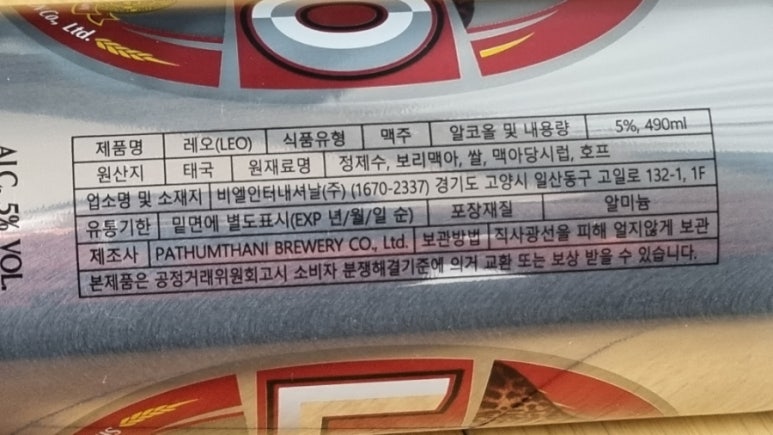 Co., Ltd.
ALC. 5% VOL.
제품명 레오(LEO) 식품유형 맥주 알코올 및 내용량 5%, 490ml
원산지 태국 원재료명 정제수, 보리맥아, 쌀, 맥아당시럽, 호프
업소명 및 소재지 비엘인터내셔날(주) (1670-2337) 경기도 고양시 일산동구 고일로 132-1, 1F
유통기한 밑면에 별도표시(EXP 년/월/일 순) 포장재질 알미늄
제조사 PATHUMTHANI BREWERY CO., Ltd. 보관방법 직사광선을 피해 얼지않게 보관
본제품은 공정거래위원회고시 소비자 분쟁해결기준에 의거 교환 또는 보상 받을 수 있습니다.